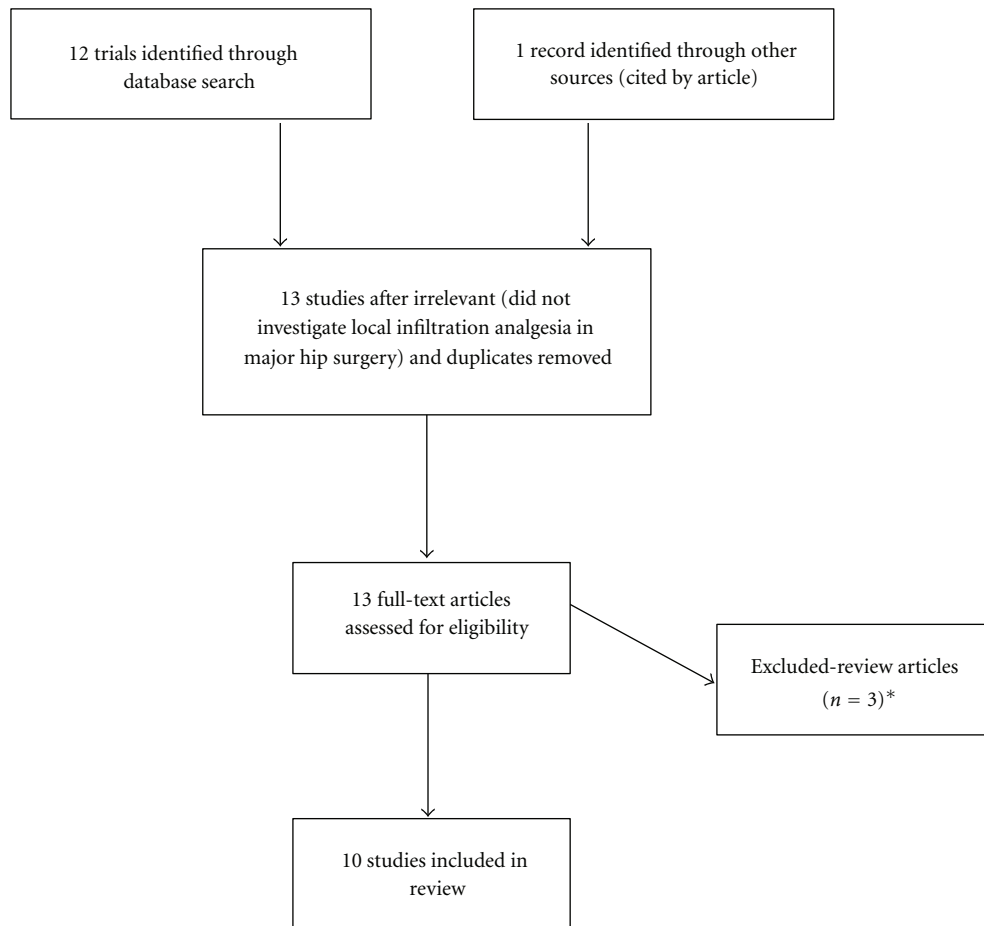 12 trials identified through
database search
1 record identified through other
sources (cited by article)
13 studies after irrelevant (did not
investigate local infiltration analgesia in
major hip surgery) and duplicates removed
13 full-text articles
assessed for eligibility
Excluded-review articles
(n = 3)*
10 studies included in
review